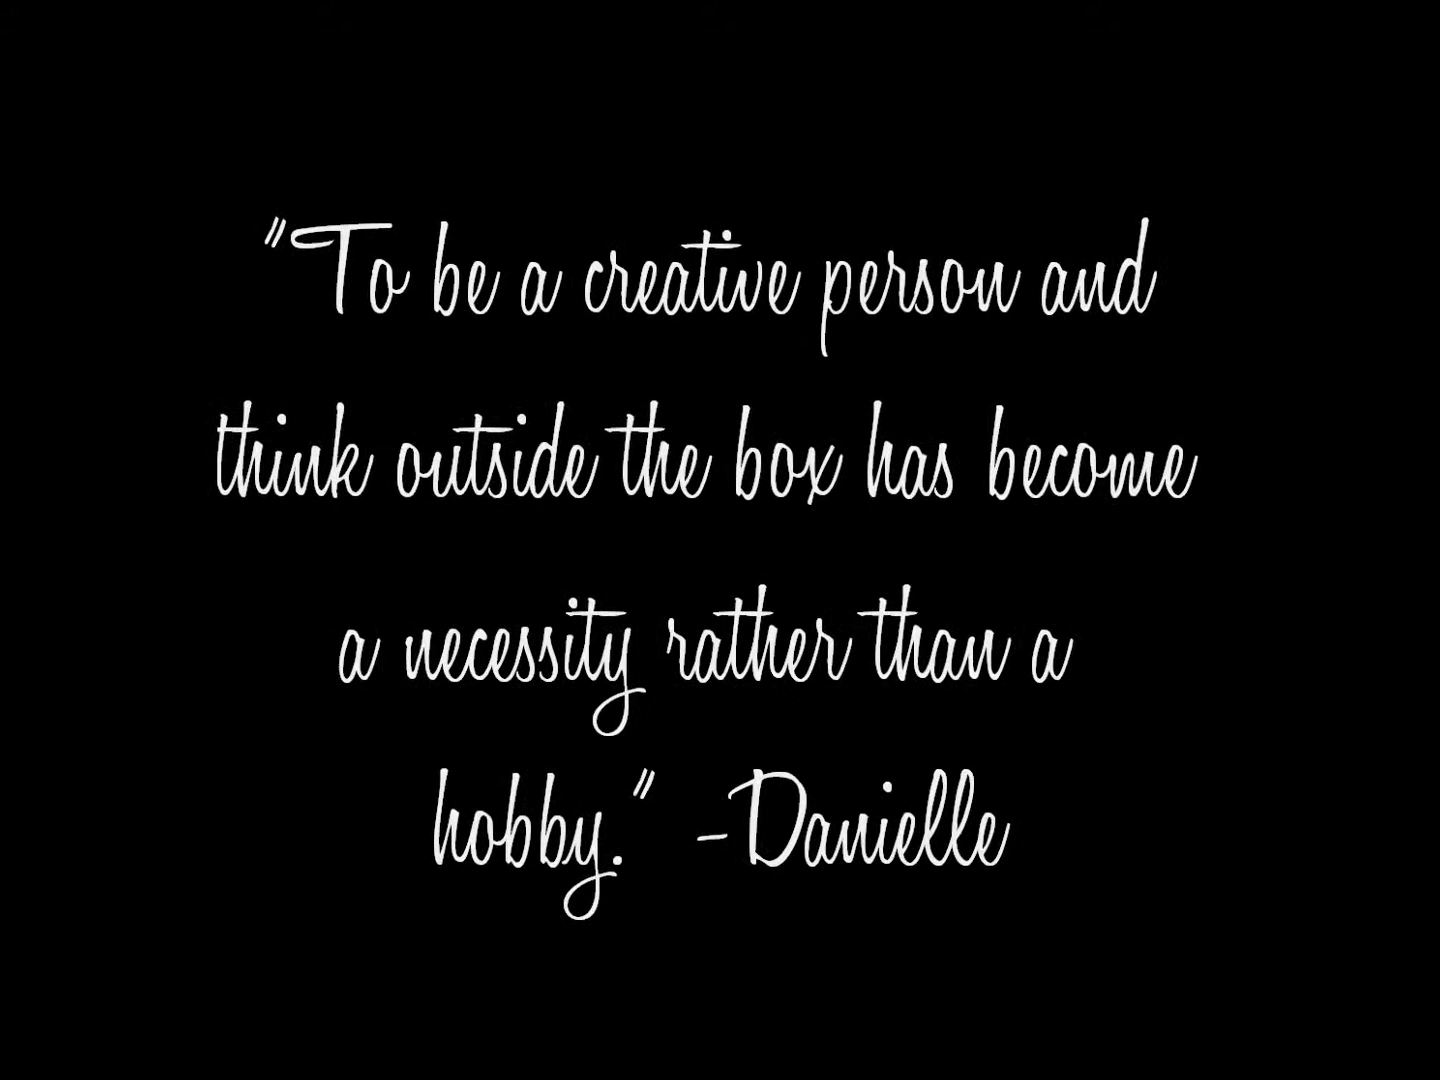 "To be a creative person and
think outside the box has become
a necessity rather than a
hobby." -Danielle